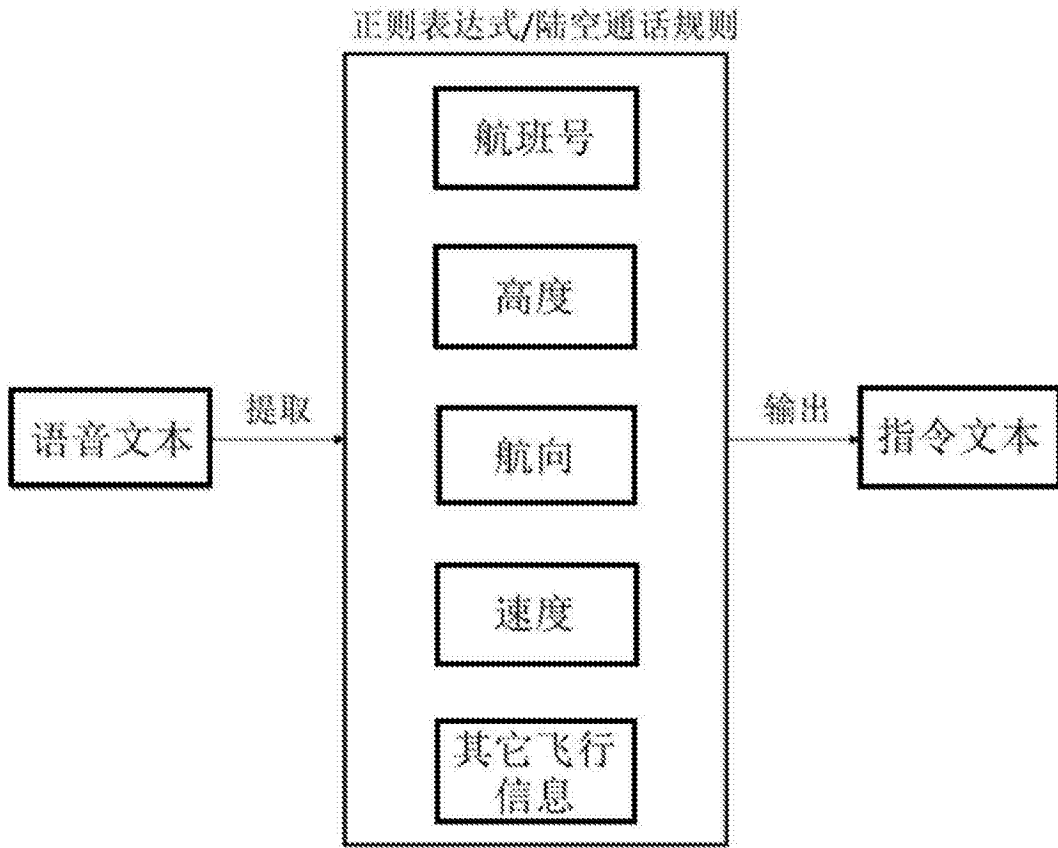 正则表达式/陆空通话规则
航班号
高度
语音文本
提取
航向
输出
指令文本
速度
其它飞行
信息